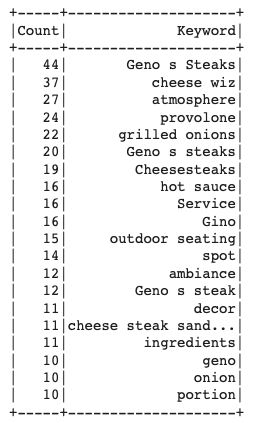 +-----+--------------------+
|Count|             Keyword|
+-----+--------------------+
|   44|       Geno s Steaks|
|   37|          cheese wiz|
|   27|          atmosphere|
|   24|           provolone|
|   22|      grilled onions|
|   20|       Geno s steaks|
|   19|        Cheesesteaks|
|   16|           hot sauce|
|   16|             Service|
|   16|                Gino|
|   15|     outdoor seating|
|   14|                spot|
|   12|            ambiance|
|   12|        Geno s steak|
|   11|               decor|
|   11|cheese steak sand...|
|   11|         ingredients|
|   10|                geno|
|   10|               onion|
|   10|             portion|
+-----+--------------------+